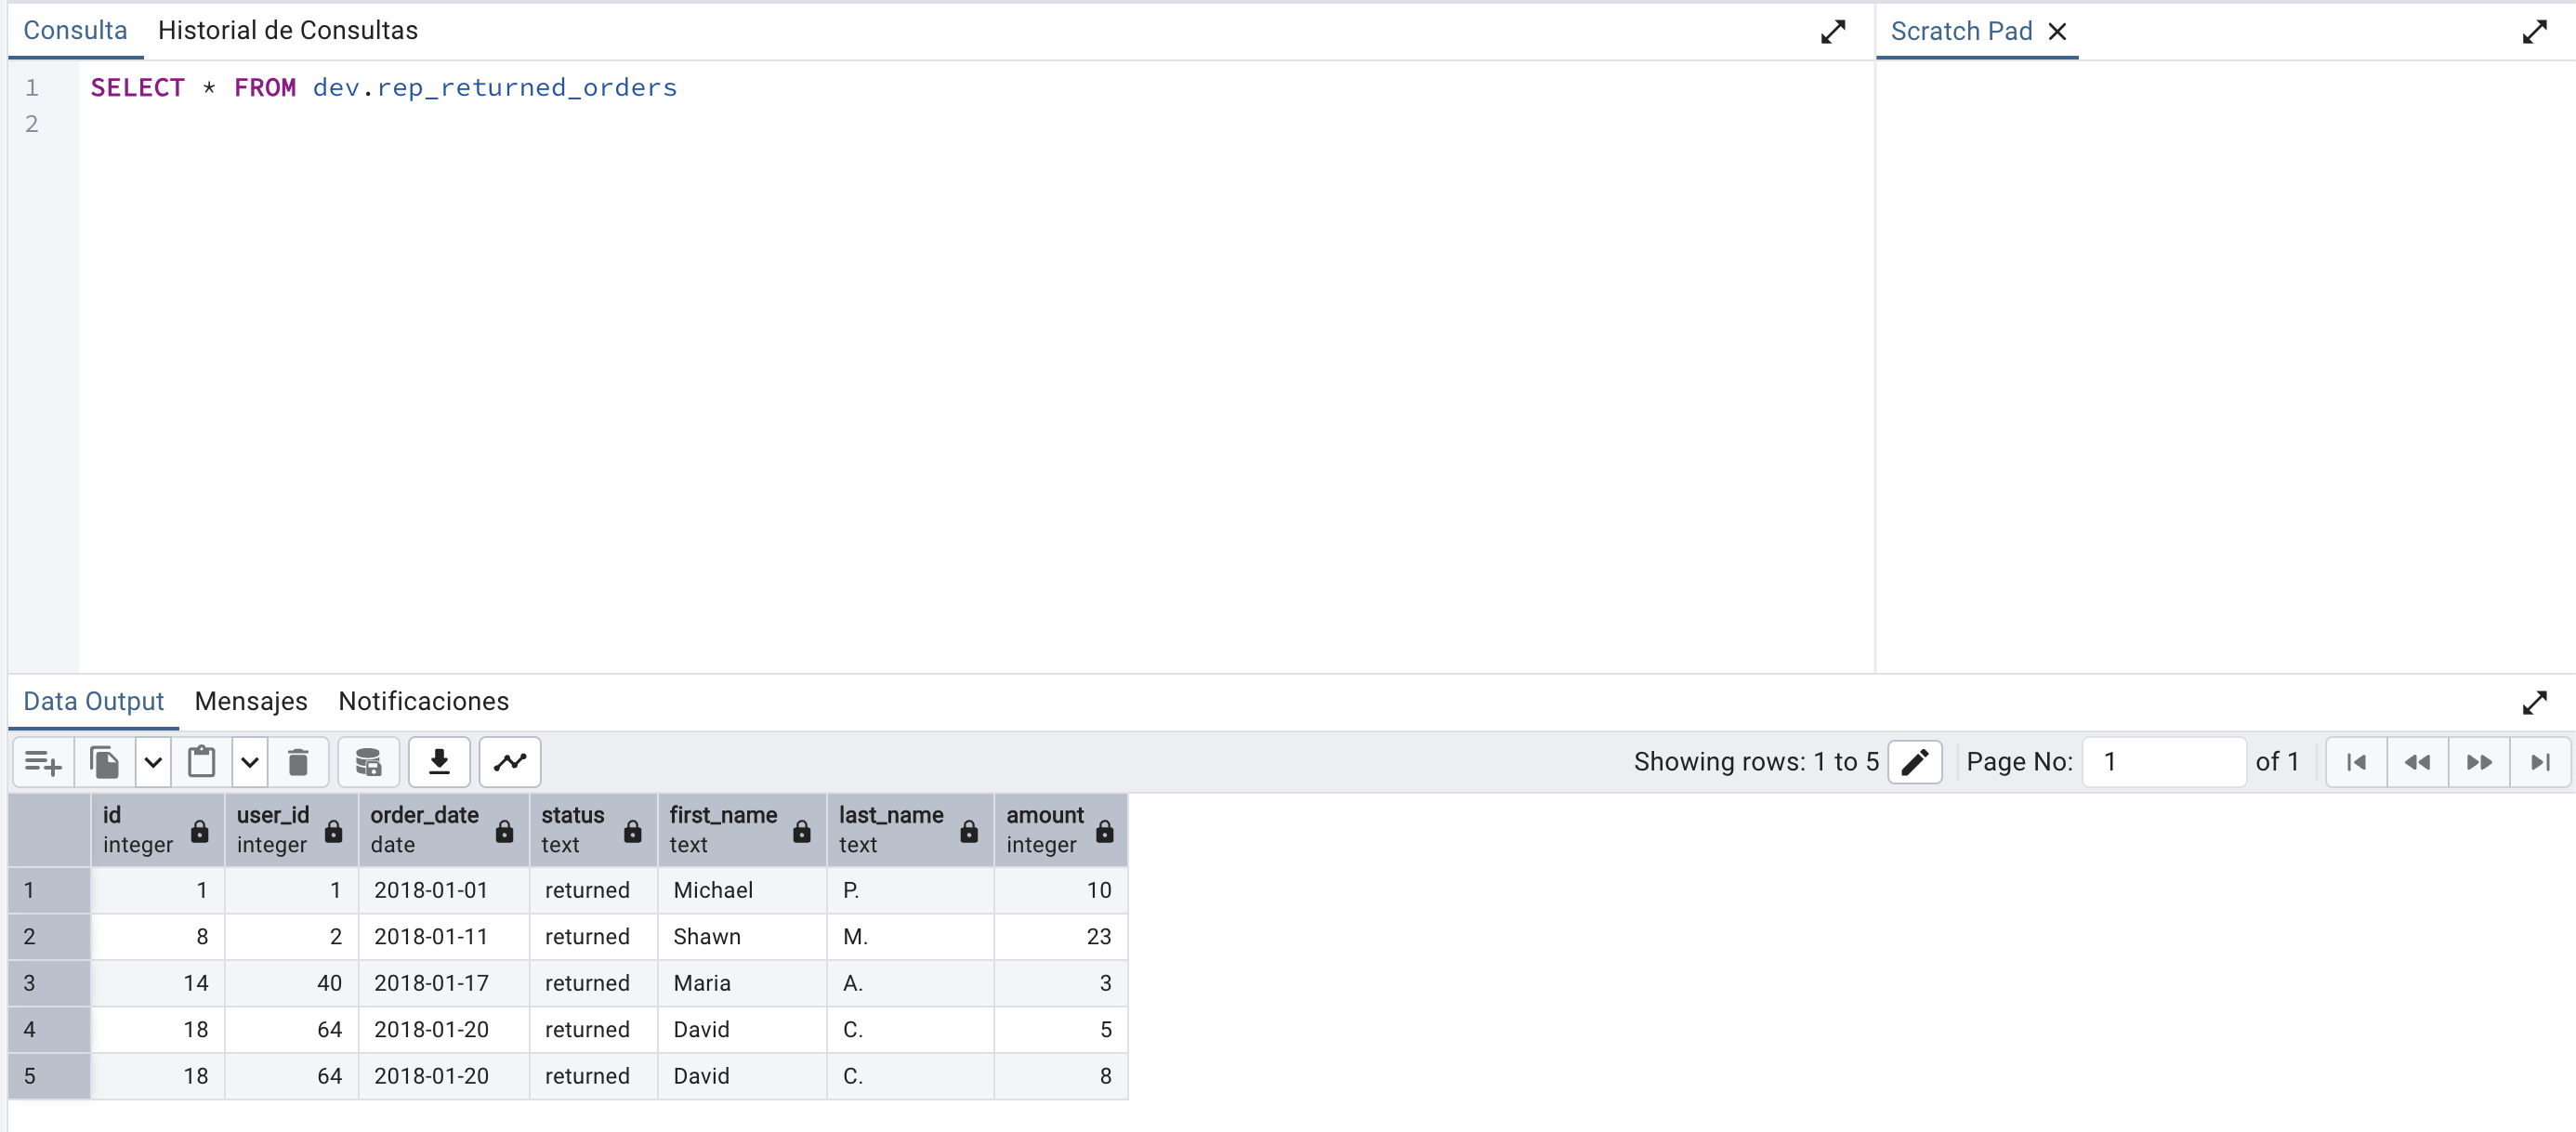 Consulta Historial de Consultas
Scratch Pad
1 SELECT * FROM dev.rep_returned_orders
2
Data Output Mensajes Notificaciones
Showing rows: 1 to 5 Page No: 1 of 1
id user_id order_date status first_name last_name amount
integer integer date text text text integer
1 1 1 2018-01-01 returned Michael P. 10
2 8 2 2018-01-11 returned Shawn M. 23
3 14 40 2018-01-17 returned Maria A. 3
4 18 64 2018-01-20 returned David C. 5
5 18 64 2018-01-20 returned David C. 8